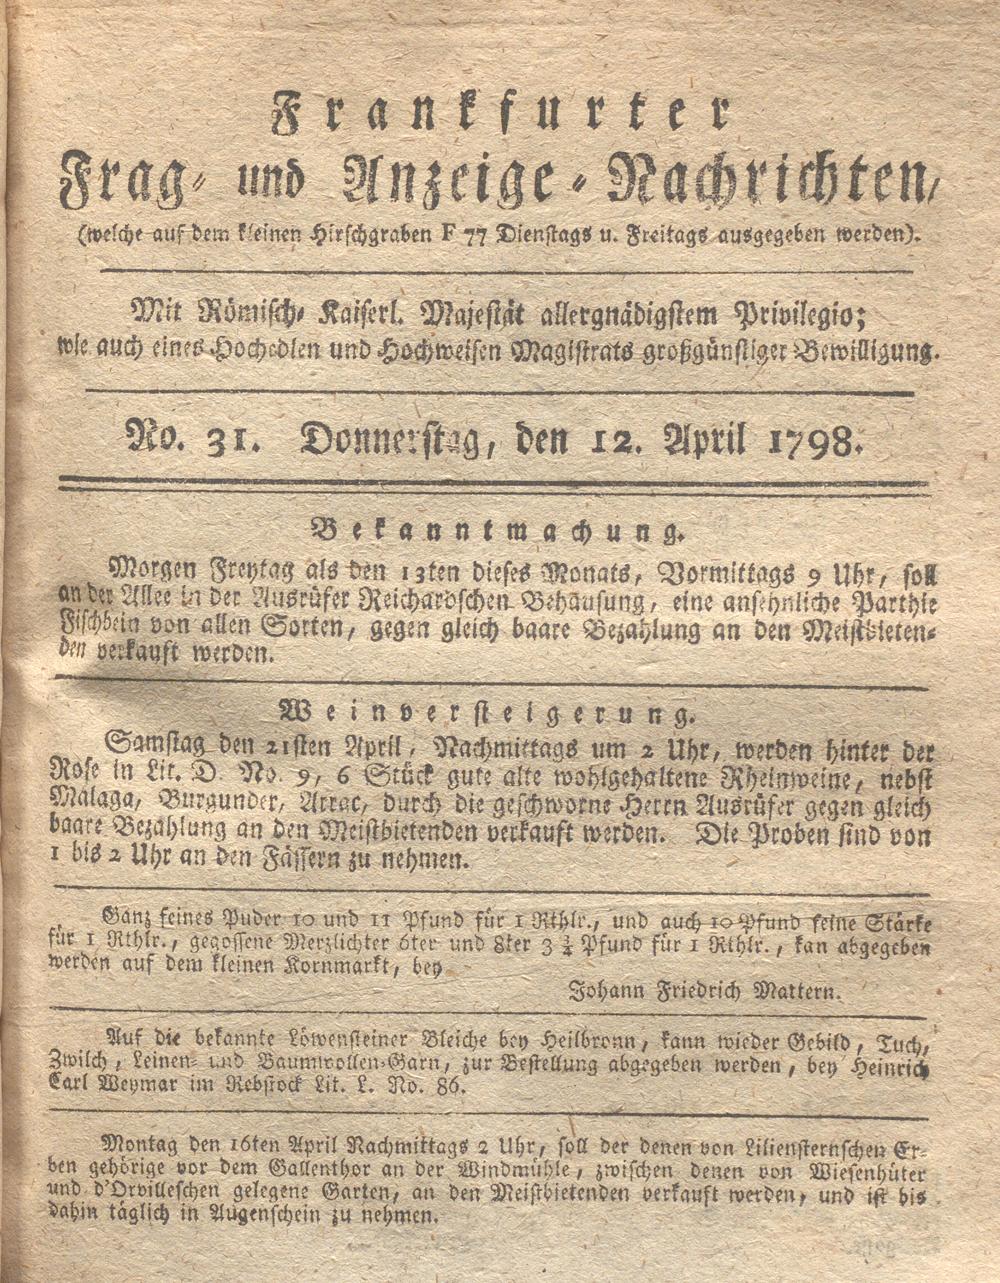 Frankfurter
Frag- und Anzeige-Nachrichten,
(welche auf dem kleinen Hirschgraben F 77 Dienstags u. Freitags ausgegeben werden).
Mit Römisch- Kaiserl. Majestät allergnädigstem Privilegio;
wie auch eines Hochedlen und Hochweisen Magistrats großgünstiger Bewilligung.
No. 31. Donnerstag, den 12. April 1798.
Bekanntmachung.
Morgen Freytag als den 13ten dieses Monats, Vormittags 9 Uhr, soll
an der Allee in der Ausrüfer Reichardschen Behausung, eine ansehnliche Parthie
Fischbein von allen Sorten, gegen gleich baare Bezahlung an den Meistbieten-
den verkauft werden.
Weinversteigerung.
Samstag den 21sten April, Nachmittags um 2 Uhr, werden hinter der
Rose in Lit. D. No. 9, 6 Stück gute alte wohlgehaltene Rheinweine, nebst
Malaga, Burgunder, Arrac, durch die geschworne Herrn Ausrüfer gegen gleich
baare Bezahlung an den Meistbietenden verkauft werden. Die Proben sind von
1 bis 2 Uhr an den Fässern zu nehmen.
Ganz feines Puder 10 und 11 Pfund für 1 Rthlr., und auch 10 Pfund feine Stärke
für 1 Rthlr., gegossene Merzlichter 6ter und 8ter 3 ½ Pfund für 1 Rthlr., kan abgegeben
werden auf dem kleinen Kornmarkt, bey
Johann Friedrich Mattern.
Auf die bekannte Löwensteiner Bleiche bey Heilbronn, kann wieder Gebild, Tuch,
Zwilch, Leinen- und Baumwollen-Garn, zur Bestellung abgegeben werden, bey Heinrich
Carl Weymar im Rebstock Lit. L. No. 86.
Montag den 16ten April Nachmittags 2 Uhr, soll der denen von Liliensternschen Er-
ben gehörige vor dem Gallenthor an der Windmühle, zwischen denen von Wiesenhüter
und d'Orvilleschen gelegene Garten, an den Meistbietenden verkauft werden, und ist bis
dahin täglich in Augenschein zu nehmen.